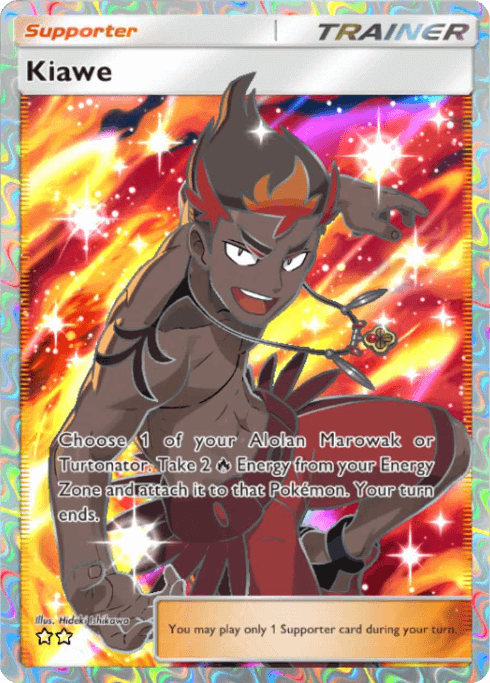 Supporter
TRAINER
Kiawe
Choose 1 of your Alolan Marowak or
Turtonator. Take 2 Energy from your Energy
Zone and attach it to that Pokémon. Your turn
ends.
Illus. Hideki Ishikawa
You may play only 1 Supporter card during your turn.